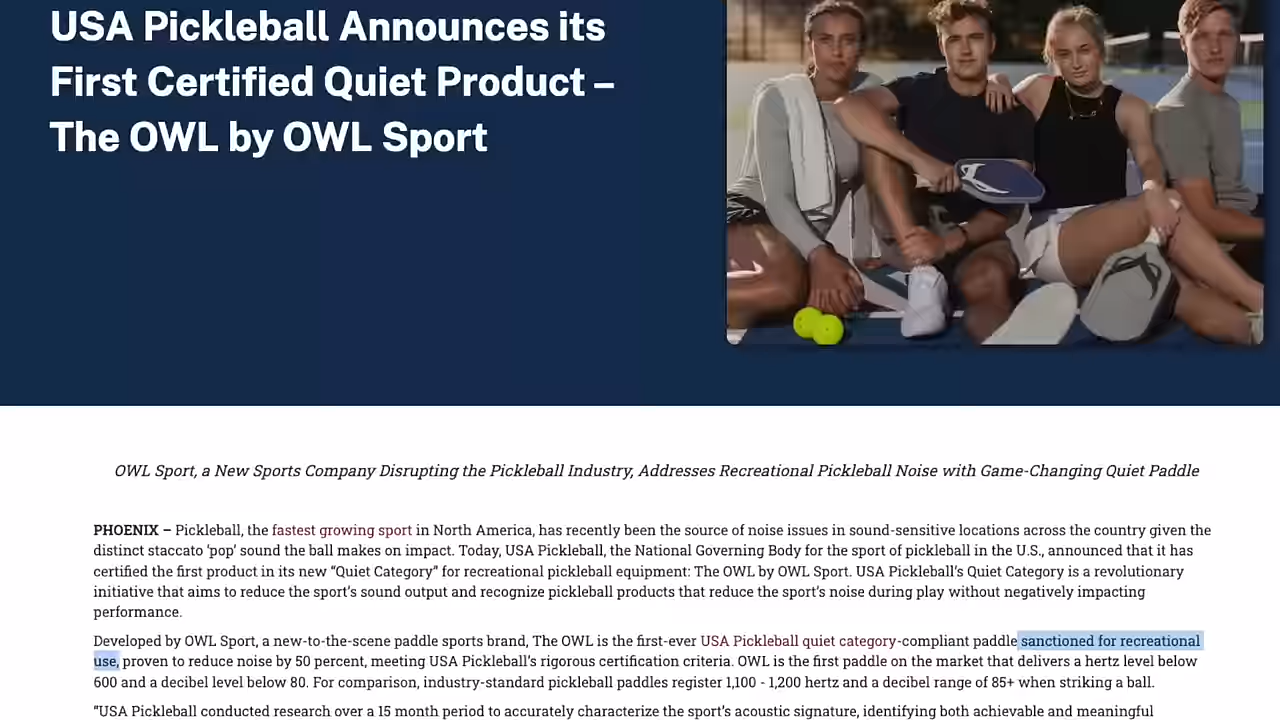 USA Pickleball Announces its
First Certified Quiet Product –
The OWL by OWL Sport
OWL Sport, a New Sports Company Disrupting the Pickleball Industry, Addresses Recreational Pickleball Noise with Game-Changing Quiet Paddle
PHOENIX – Pickleball, the fastest growing sport in North America, has recently been the source of noise issues in sound-sensitive locations across the country given the
distinct staccato ‘pop’ sound the ball makes on impact. Today, USA Pickleball, the National Governing Body for the sport of pickleball in the U.S., announced that it has
certified the first product in its new “Quiet Category” for recreational pickleball equipment: The OWL by OWL Sport. USA Pickleball’s Quiet Category is a revolutionary
initiative that aims to reduce the sport’s sound output and recognize pickleball products that reduce the sport’s noise during play without negatively impacting
performance.
Developed by OWL Sport, a new-to-the-scene paddle sports brand, The OWL is the first-ever USA Pickleball quiet category-compliant paddle sanctioned for recreational
use, proven to reduce noise by 50 percent, meeting USA Pickleball’s rigorous certification criteria. OWL is the first paddle on the market that delivers a hertz level below
600 and a decibel level below 80. For comparison, industry-standard pickleball paddles register 1,100 - 1,200 hertz and a decibel range of 85+ when striking a ball.
“USA Pickleball conducted research over a 15 month period to accurately characterize the sport’s acoustic signature, identifying both achievable and meaningful